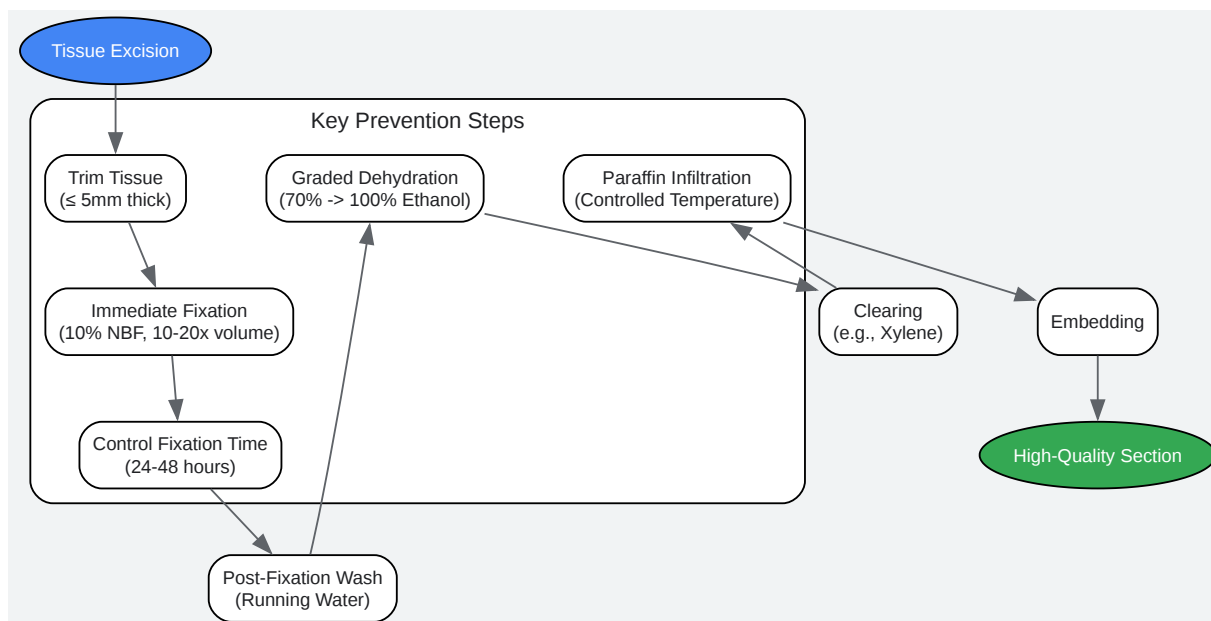 Tissue Excision
Key Prevention Steps
Trim Tissue
(≤ 5mm thick)
Graded Dehydration
(70% -> 100% Ethanol)
Paraffin Infiltration
(Controlled Temperature)
Immediate Fixation
(10% NBF, 10-20x volume)
Clearing
(e.g., Xylene)
Embedding
Control Fixation Time
(24-48 hours)
High-Quality Section
Post-Fixation Wash
(Running Water)